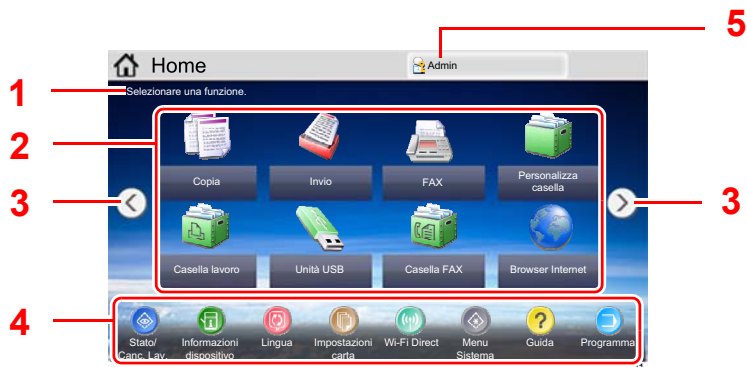 5
Home
Admin
1
Selezionare una funzione.
2
Copia
Invio
FAX
Personalizza
casella
3
3
Casella lavoro
Unità USB
Casella FAX
Browser Internet
4
Stato/
Canc. Lav.
Informazioni
dispositivo
Lingua
Impostazioni
carta
Wi-Fi Direct
Menu
Sistema
Guida
Programma